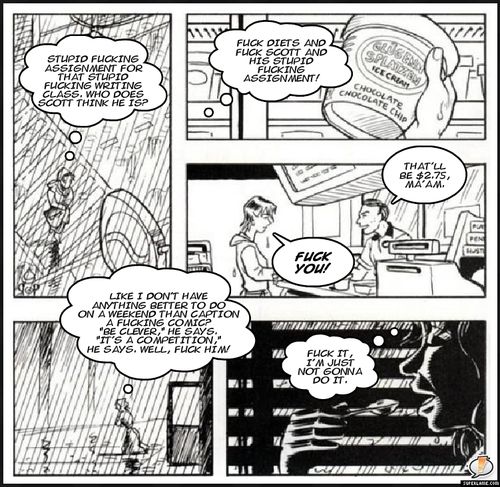 STUPID FUCKING
ASSIGNMENT FOR
THAT STUPID
FUCKING WRITING
CLASS. WHO DOES
SCOTT THINK HE IS?
FUCK DIETS AND
FUCK SCOTT AND
HIS STUPID
FUCKING
ASSIGNMENT!
ICE CREAM
CHOCOLATE
CHOCOLATE CHIP
THAT'LL
BE $2.75,
MA'AM.
FUCK
YOU!
LIKE I DON'T HAVE
ANYTHING BETTER TO DO
ON A WEEKEND THAN CAPTION
A FUCKING COMIC?
"BE CLEVER," HE SAYS.
"IT'S A COMPETITION,"
HE SAYS. WELL, FUCK HIM!
FUCK IT,
I'M JUST
NOT GONNA
DO IT.